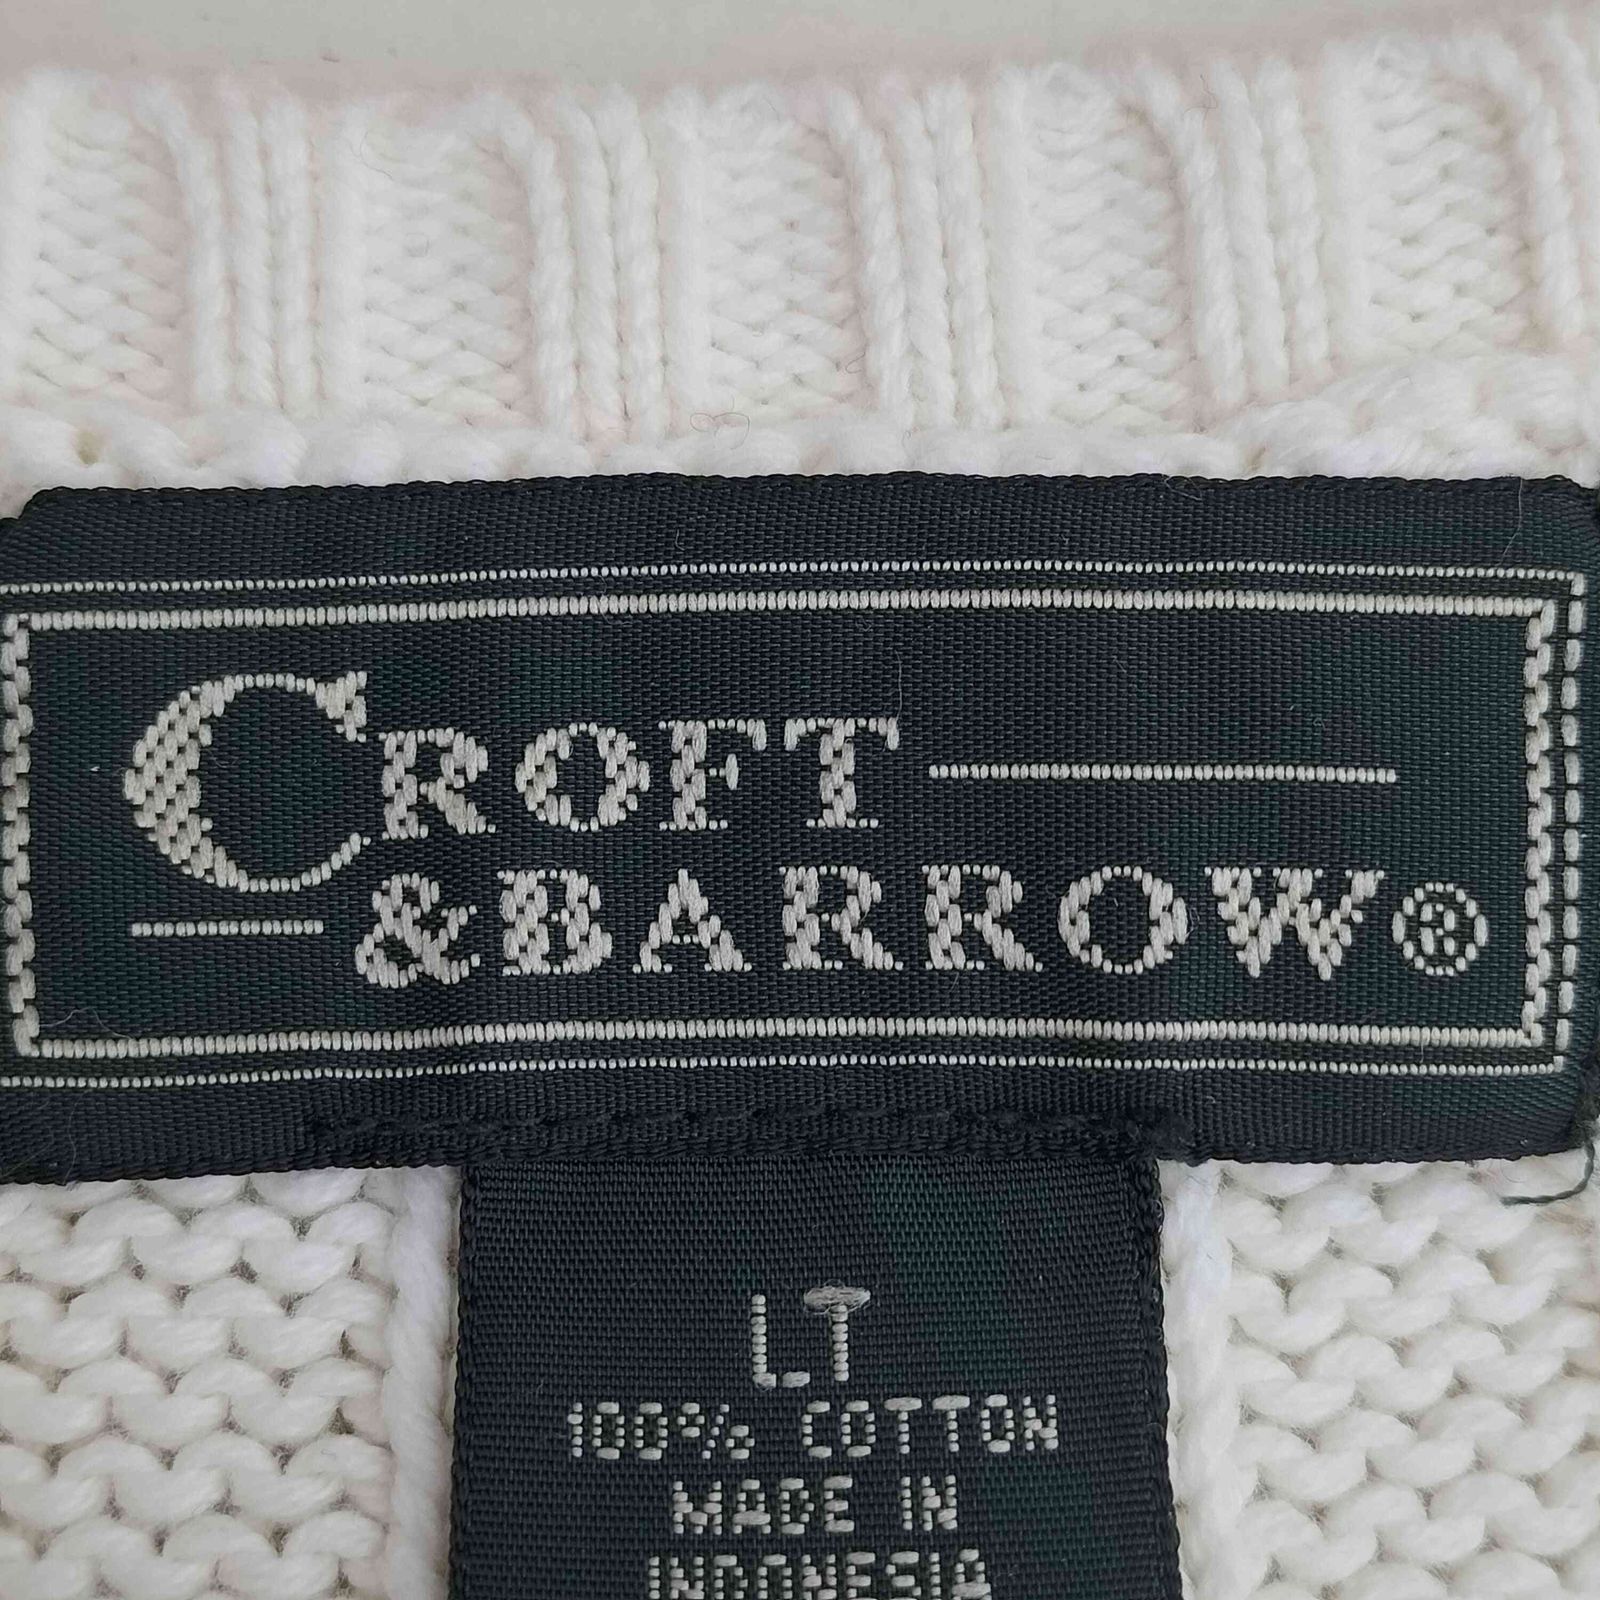 CROFT
&BARROW®
LT
100% COTTON
MADE IN
INDONESIA